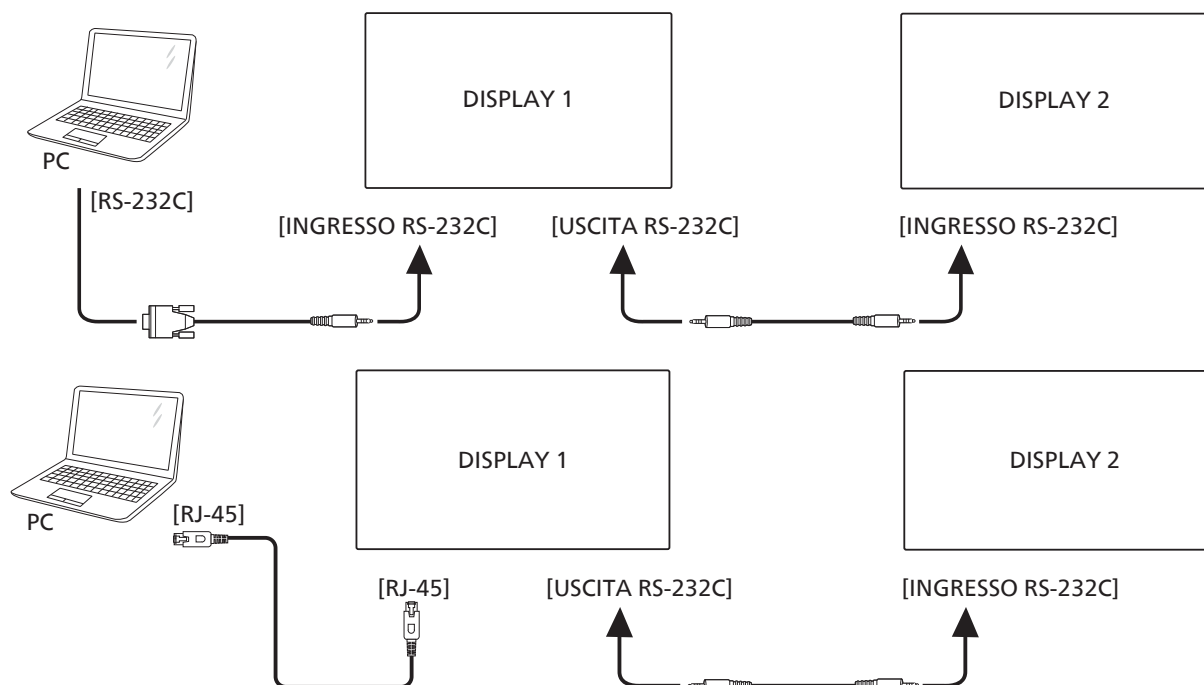 DISPLAY 1
DISPLAY 2
PC
[RS-232C]
[INGRESSO RS-232C]
[USCITA RS-232C]
[INGRESSO RS-232C]
DISPLAY 1
DISPLAY 2
PC
[RJ-45]
[RJ-45]
[USCITA RS-232C]
[INGRESSO RS-232C]